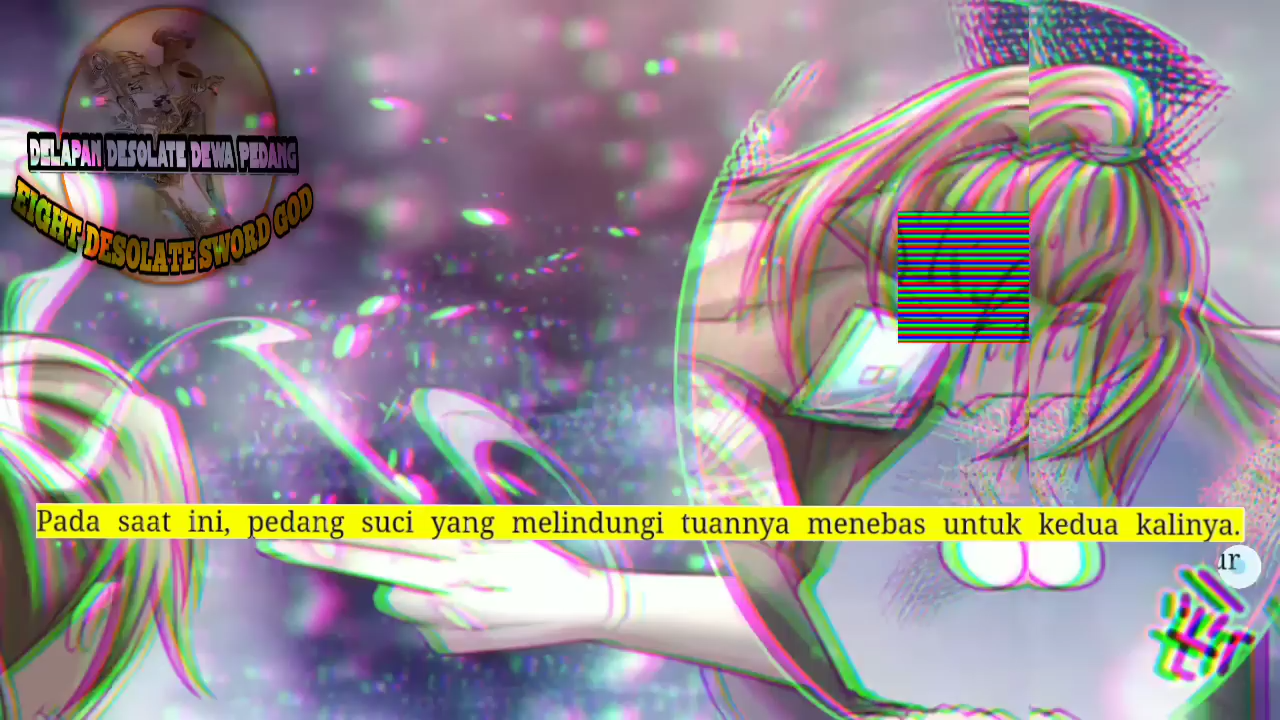 DELAPAN DESOLATE DEWA PEDANG
EIGHT DESOLATE SWORD GOD
Pada saat ini, pedang suci yang melindungi tuannya menebas untuk kedua kalinya.
ur